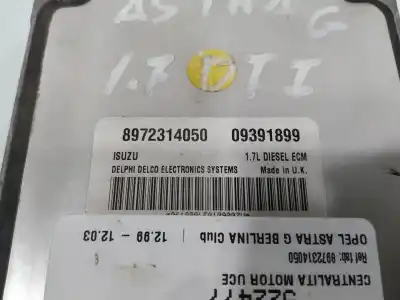 ASTRA G
1.7 DTI
8972314050 09391899
ISUZU 1.7L DIESEL ECM
DELPHI DELCO ELECTRONICS SYSTEMS Made in U.K.
OPEL ASTRA G BERLINA Club 12.99 - 12.03
Ref fab: 8972314050
CENTRALITA MOTOR UCE
522477